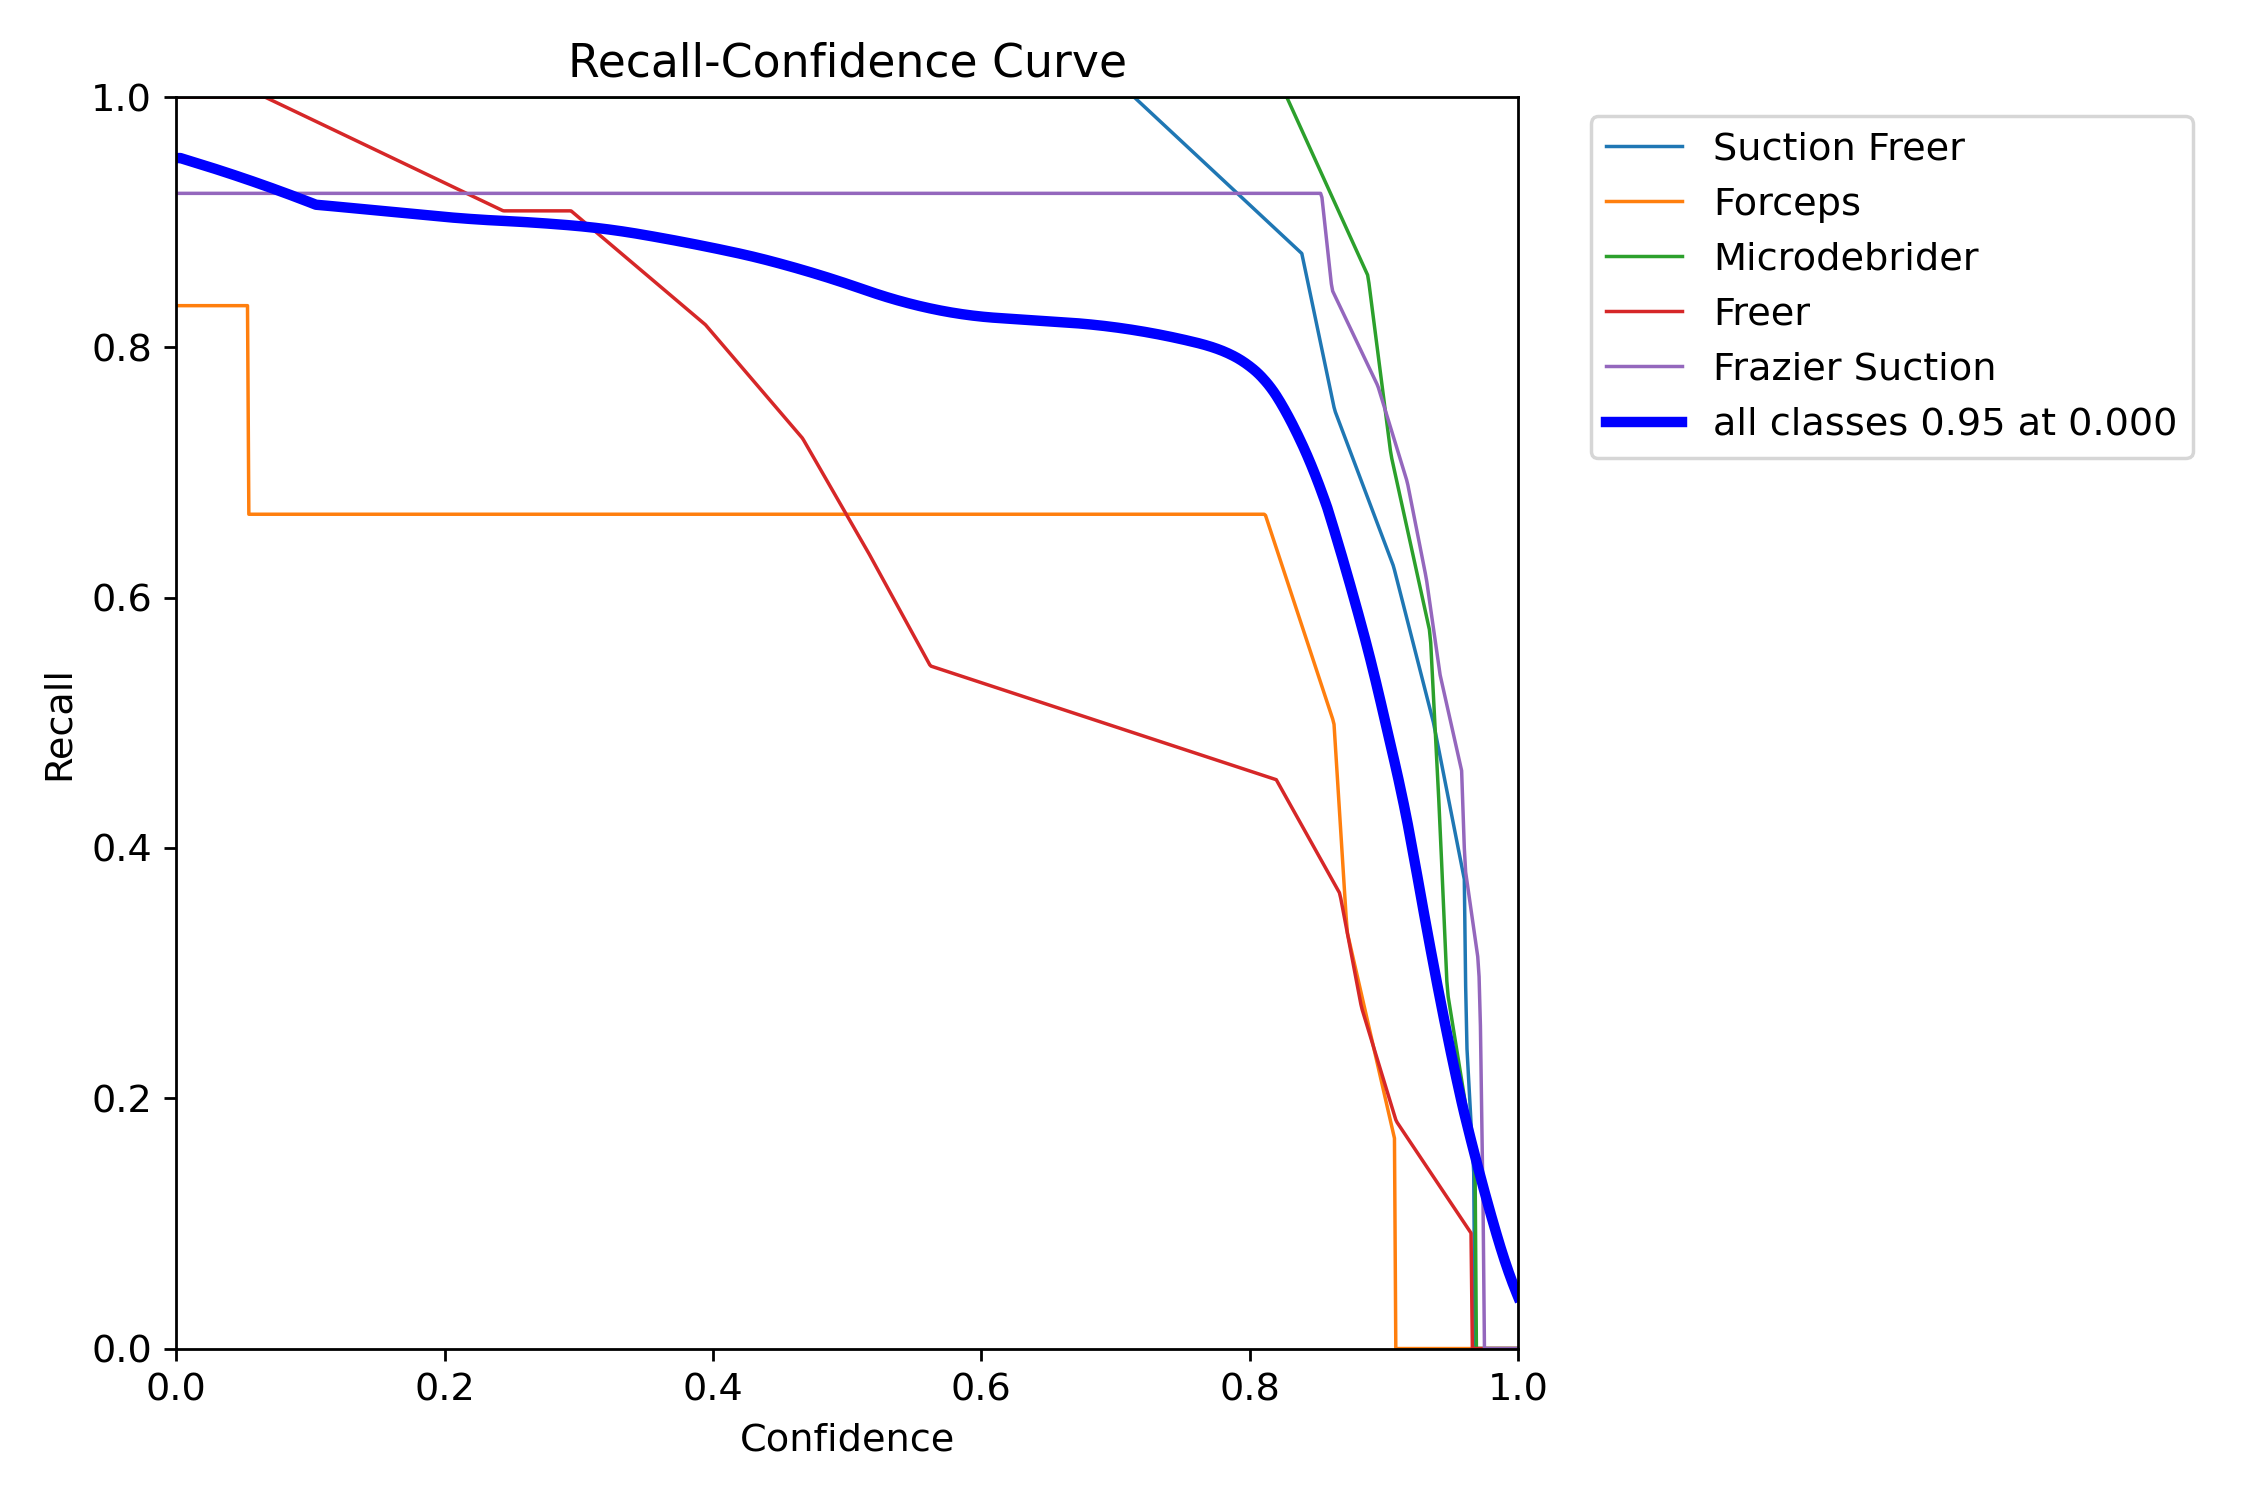 Recall-Confidence Curve
1.0
0.8
0.6
0.4
0.2
0.0
Recall
0.0 0.2 0.4 0.6 0.8 1.0
Confidence
Suction Freer
Forceps
Microdebrider
Freer
Frazier Suction
all classes 0.95 at 0.000